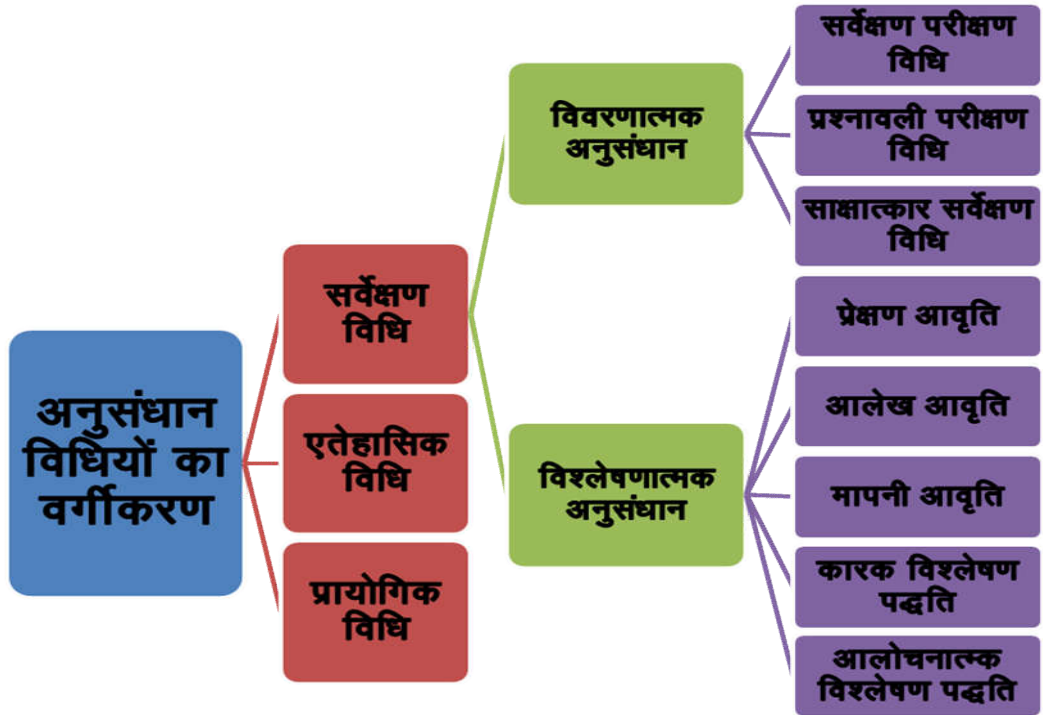 अनुसंधान
विधियों का
वर्गीकरण
सर्वेक्षण
विधि
एतेहासिक
विधि
प्रायोगिक
विधि
विवरणात्मक
अनुसंधान
विश्लेषणात्मक
अनुसंधान
सर्वेक्षण परीक्षण
विधि
प्रश्नावली परीक्षण
विधि
साक्षात्कार सर्वेक्षण
विधि
प्रेक्षण आवृति
आलेख आवृति
मापनी आवृति
कारक विश्लेषण
पद्धति
आलोचनात्म्क
विश्लेषण पद्धति